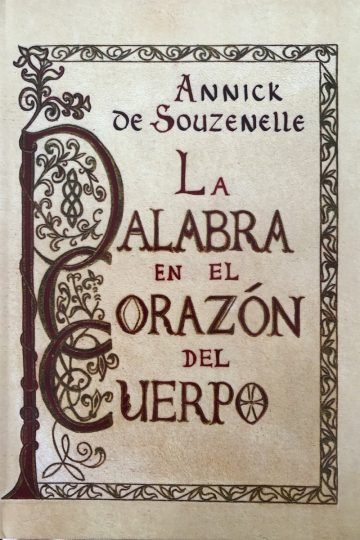 Annick
de Souzenelle
La
Palabra
en el
Corazón
del
Cuerpo